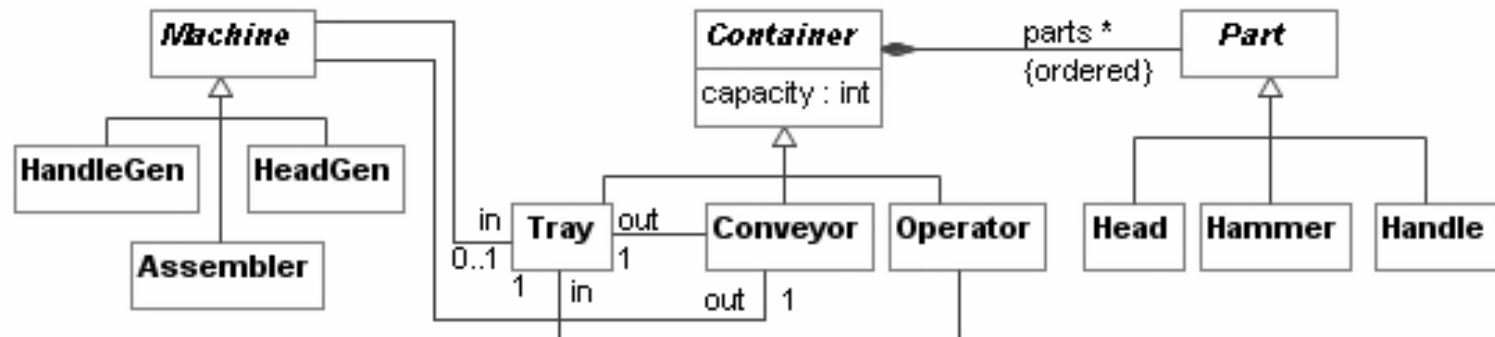 Machine
Container
parts *
{ordered}
Part
capacity : int
HandleGen
HeadGen
Assembler
in
0..1
Tray
out
1
Conveyor
Operator
Head
Hammer
Handle
1
in
out
1